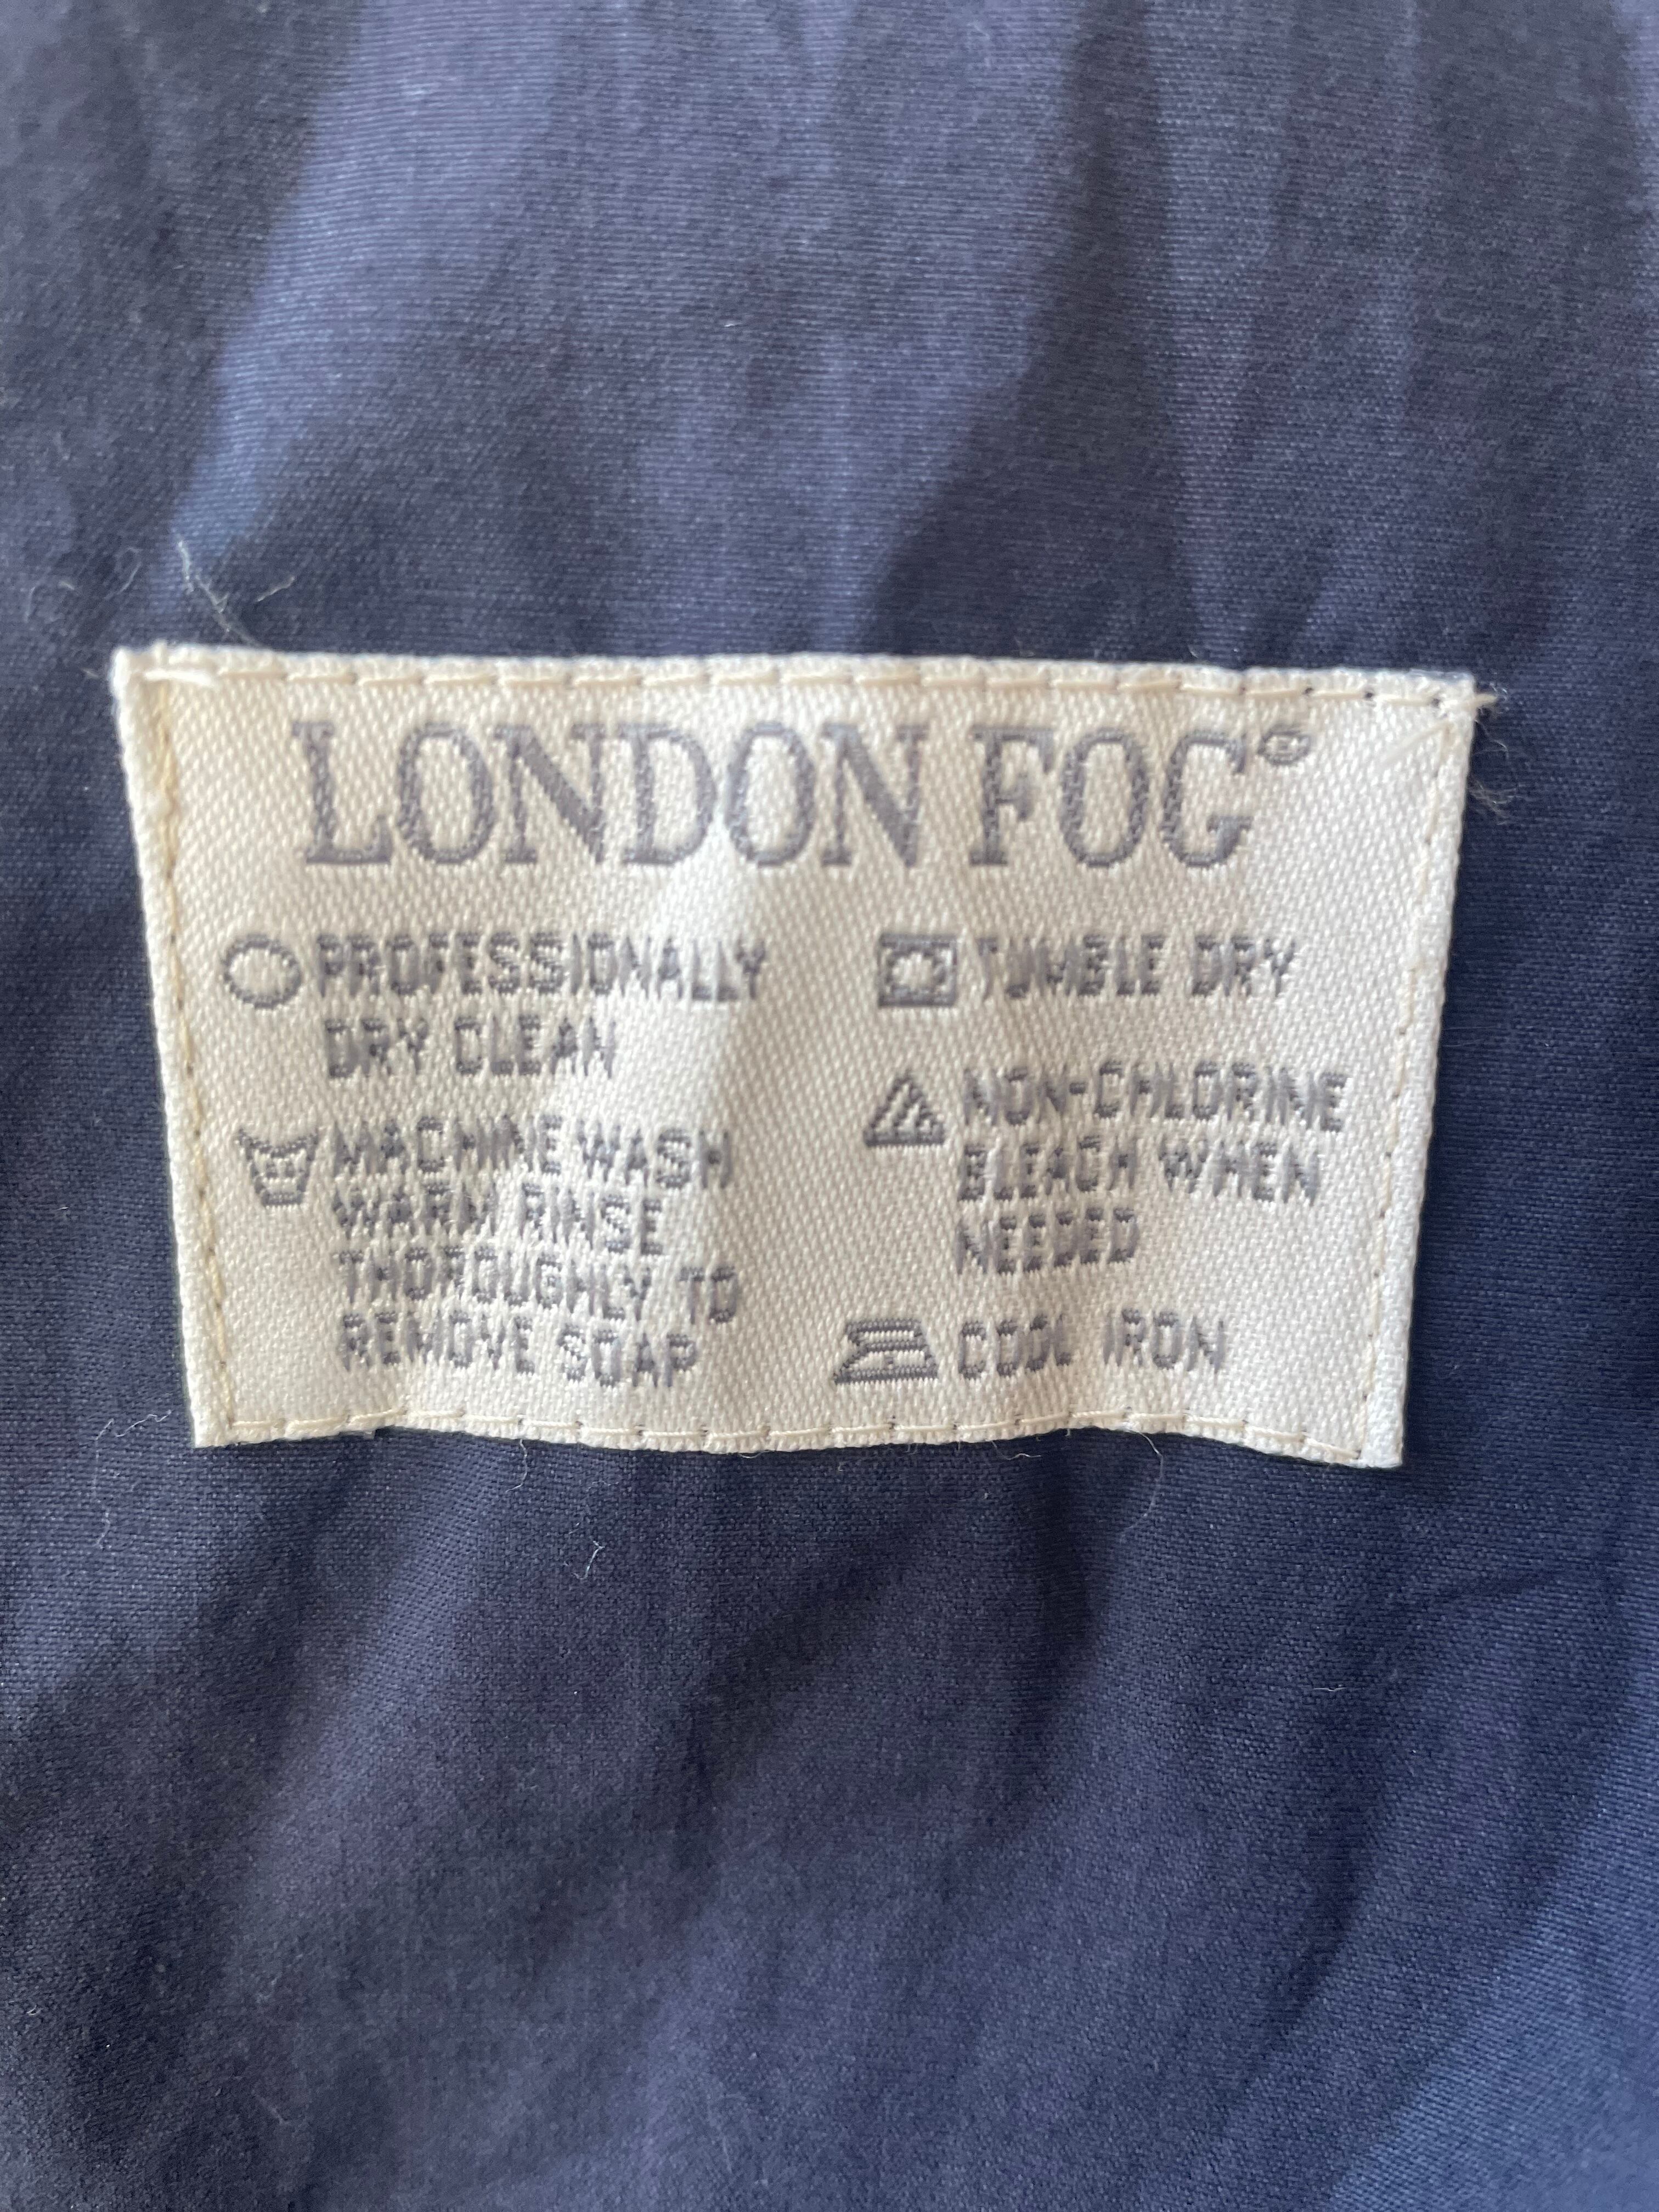 LONDON FOG®
PROFESSIONALLY
DRY CLEAN
MACHINE WASH
WARM RINSE
THOROUGHLY TO
REMOVE SOAP
TUMBLE DRY
NON-CHLORINE
BLEACH WHEN
NEEDED
COOL IRON